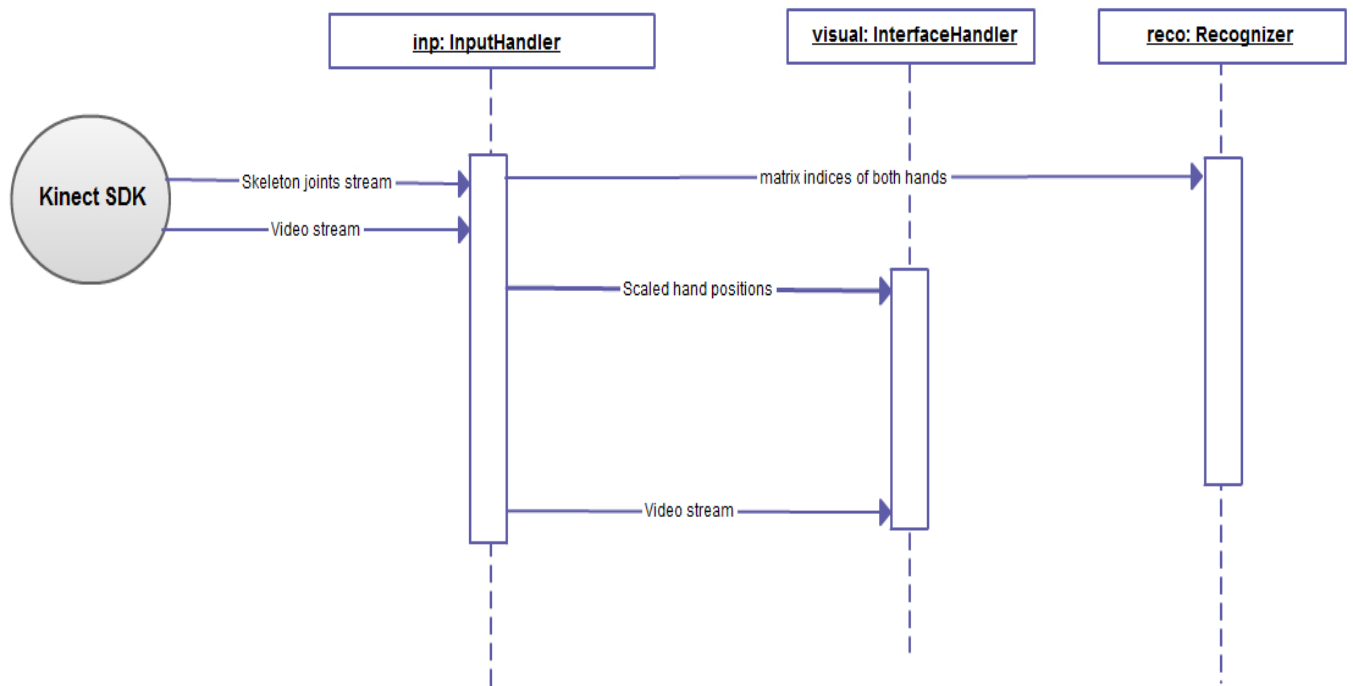 inp: InputHandler
visual: InterfaceHandler
reco: Recognizer
Kinect SDK
Skeleton joints stream
matrix indices of both hands
Video stream
Scaled hand positions
Video stream